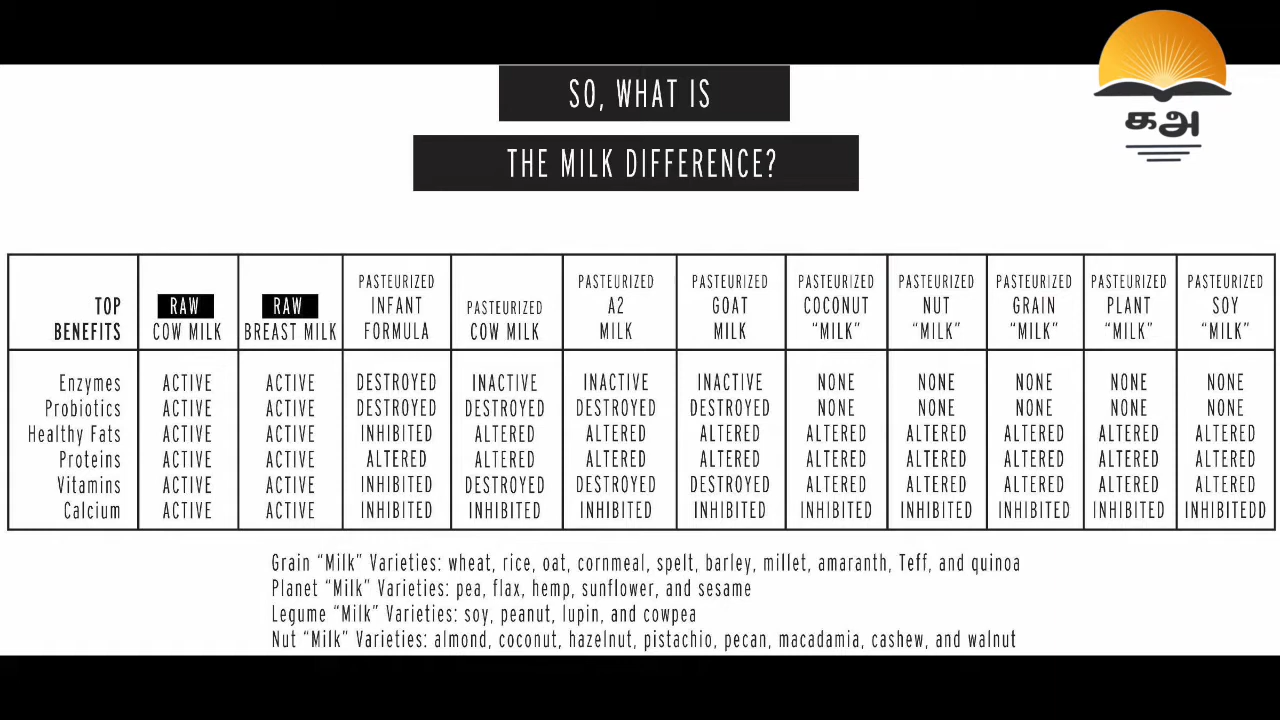 SO, WHAT IS
THE MILK DIFFERENCE?
கஅ
TOP BENEFITS | RAW COW MILK | RAW BREAST MILK | PASTEURIZED INFANT FORMULA | PASTEURIZED COW MILK | PASTEURIZED A2 MILK | PASTEURIZED GOAT MILK | PASTEURIZED COCONUT “MILK” | PASTEURIZED NUT “MILK” | PASTEURIZED GRAIN “MILK” | PASTEURIZED PLANT “MILK” | PASTEURIZED SOY “MILK”
Enzymes | ACTIVE | ACTIVE | DESTROYED | INACTIVE | INACTIVE | INACTIVE | NONE | NONE | NONE | NONE | NONE
Probiotics | ACTIVE | ACTIVE | DESTROYED | DESTROYED | DESTROYED | DESTROYED | NONE | NONE | NONE | NONE | NONE
Healthy Fats | ACTIVE | ACTIVE | INHIBITED | ALTERED | ALTERED | ALTERED | ALTERED | ALTERED | ALTERED | ALTERED | ALTERED
Proteins | ACTIVE | ACTIVE | ALTERED | ALTERED | ALTERED | ALTERED | ALTERED | ALTERED | ALTERED | ALTERED | ALTERED
Vitamins | ACTIVE | ACTIVE | INHIBITED | DESTROYED | DESTROYED | DESTROYED | ALTERED | ALTERED | ALTERED | ALTERED | ALTERED
Calcium | ACTIVE | ACTIVE | INHIBITED | INHIBITED | INHIBITED | INHIBITED | INHIBITED | INHIBITED | INHIBITED | INHIBITED | INHIBITEDD
Grain “Milk” Varieties: wheat, rice, oat, cornmeal, spelt, barley, millet, amaranth, Teff, and quinoa
Planet “Milk” Varieties: pea, flax, hemp, sunflower, and sesame
Legume “Milk” Varieties: soy, peanut, lupin, and cowpea
Nut “Milk” Varieties: almond, coconut, hazelnut, pistachio, pecan, macadamia, cashew, and walnut